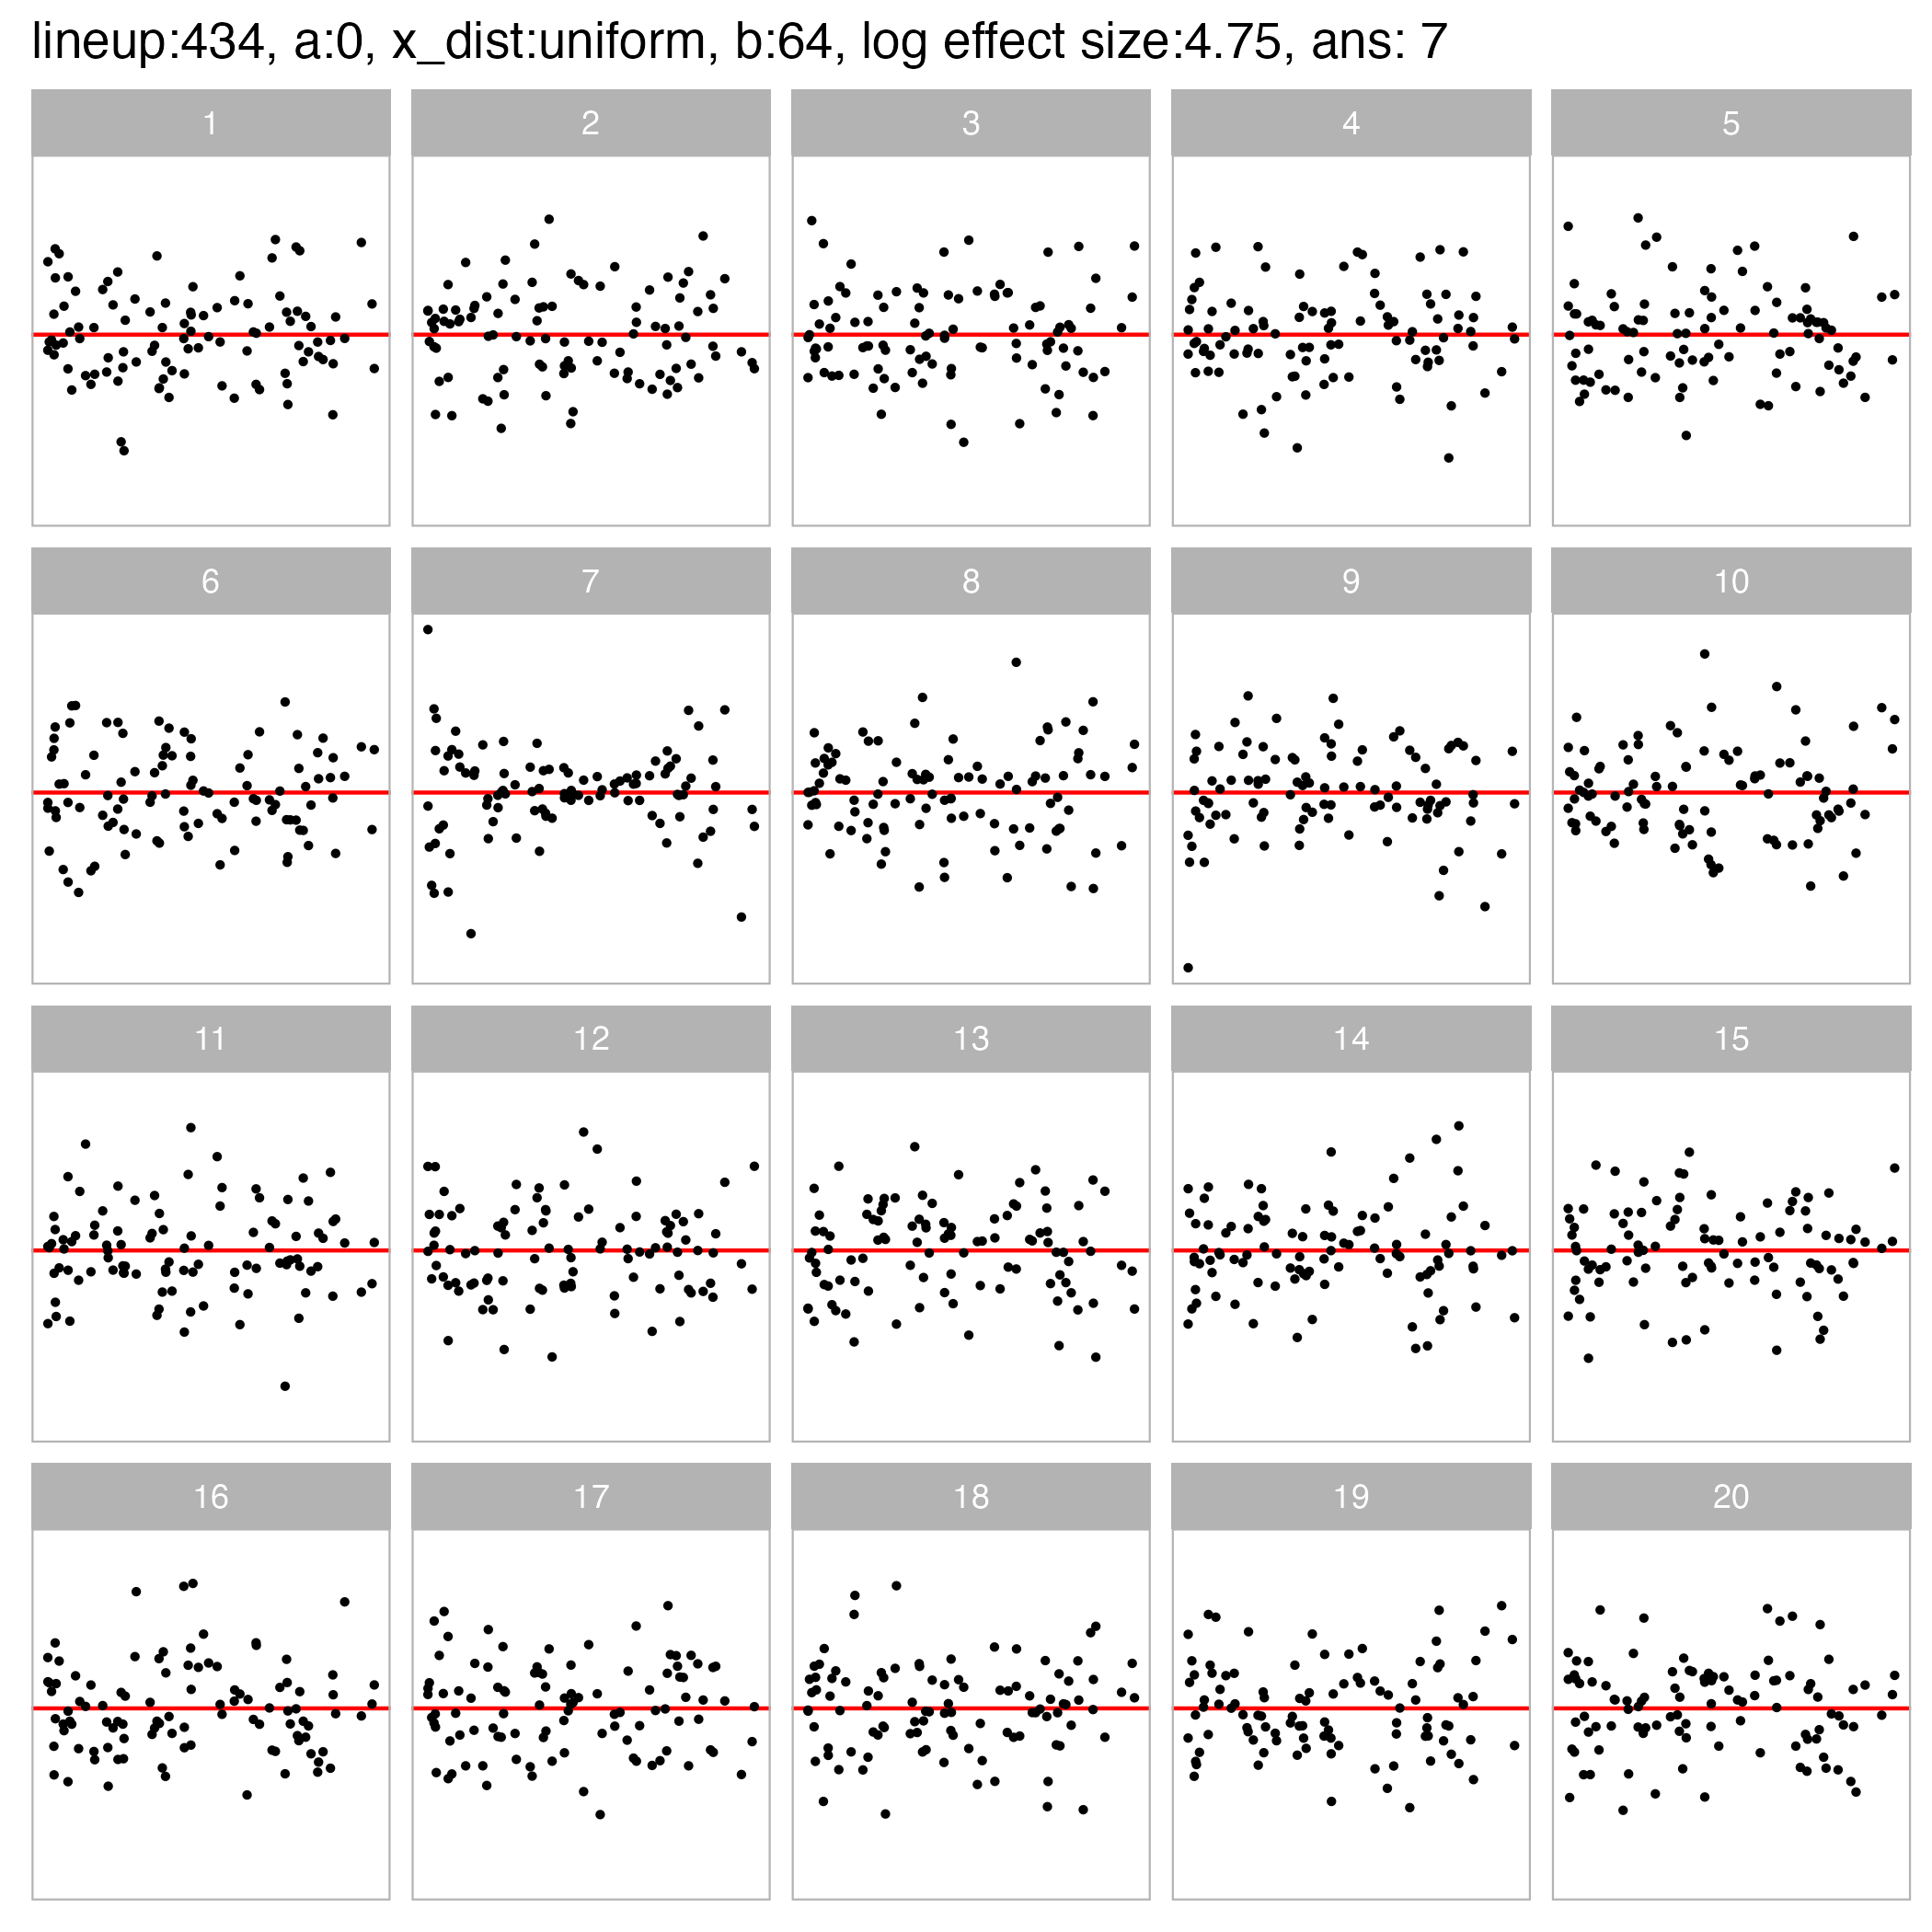 lineup:434, a:0, x_dist:uniform, b:64, log effect size:4.75, ans: 7
1 2 3 4 5
6 7 8 9 10
11 12 13 14 15
16 17 18 19 20